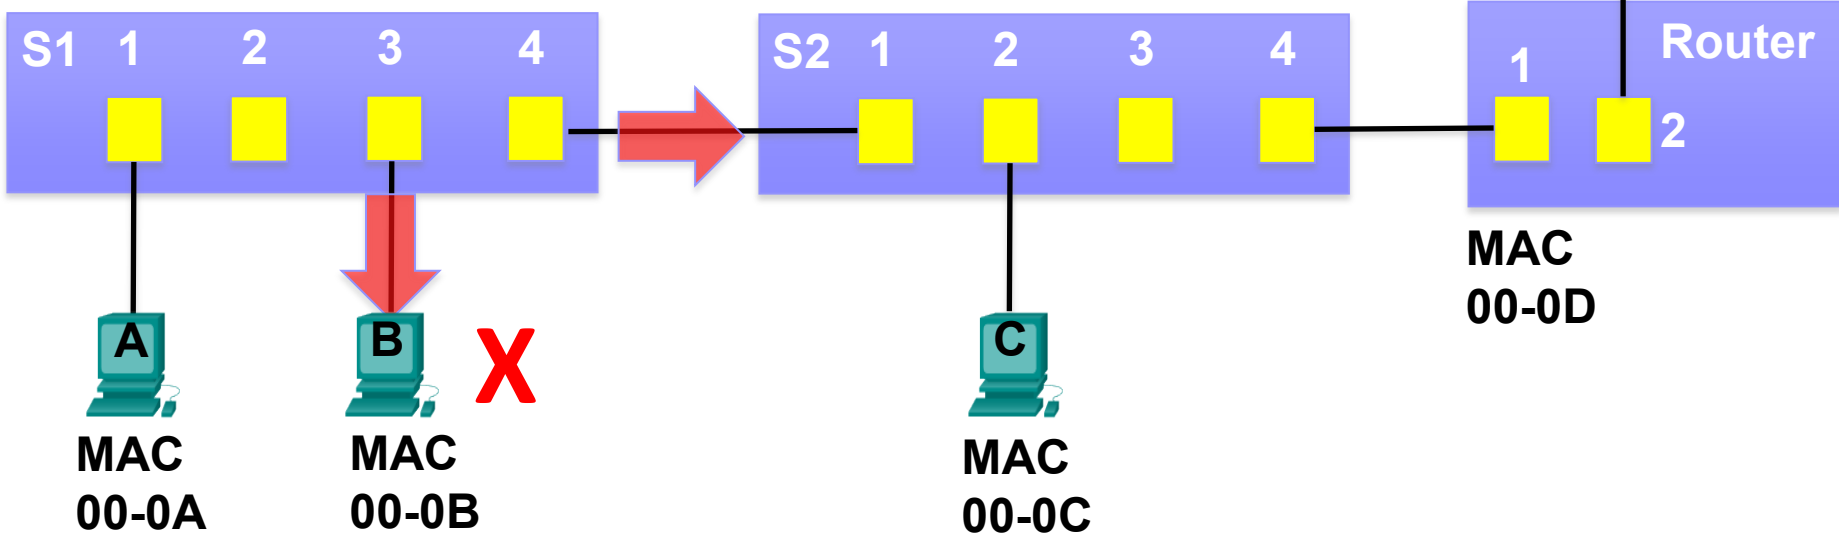 S1 1 2 3 4
S2 1 2 3 4
Router
1
2
A
B
X
C
MAC
00-0A
MAC
00-0B
MAC
00-0C
MAC
00-0D